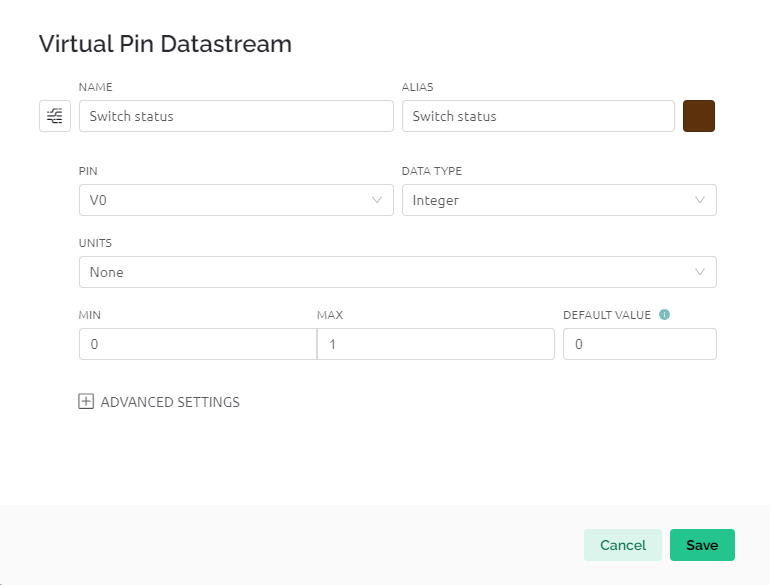 Virtual Pin Datastream
NAME
ALIAS
Switch status
Switch status
PIN
DATA TYPE
V0
Integer
UNITS
None
MIN
MAX
DEFAULT VALUE
0
1
0
ADVANCED SETTINGS
Cancel
Save